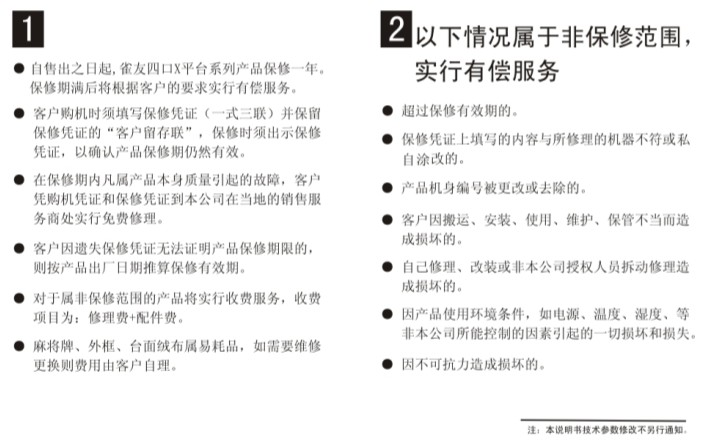 1
● 自售出之日起,雀友四口X平台系列产品保修一年。
保修期满后将根据客户的要求实行有偿服务。
● 客户购机时须填写保修凭证（一式三联）并保留
保修凭证的“客户留存联”，保修时须出示保修
凭证，以确认产品保修期仍然有效。
● 在保修期内凡属产品本身质量引起的故障，客户
凭购机凭证和保修凭证到本公司在当地的销售服
务商处实行免费修理。
● 客户因遗失保修凭证无法证明产品保修期限的，
则按产品出厂日期推算保修有效期。
● 对于属非保修范围的产品将实行收费服务，收费
项目为：修理费+配件费。
● 麻将牌、外框、台面绒布属易耗品，如需要维修
更换则费用由客户自理。
2 以下情况属于非保修范围，
实行有偿服务
● 超过保修有效期的。
● 保修凭证上填写的内容与所修理的机器不符或私
自涂改的。
● 产品机身编号被更改或去除的。
● 客户因搬运、安装、使用、维护、保管不当而造
成损坏的。
● 自己修理、改装或非本公司授权人员拆动修理造
成损坏的。
● 因产品使用环境条件，如电源、温度、湿度、等
非本公司所能控制的因素引起的一切损坏和损失。
● 因不可抗力造成损坏的。
注：本说明书技术参数修改不另行通知。